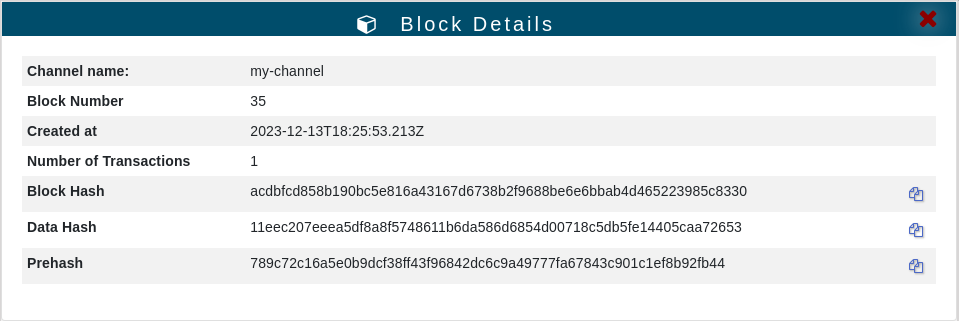 Block Details
Channel name: my-channel
Block Number 35
Created at 2023-12-13T18:25:53.213Z
Number of Transactions 1
Block Hash acdbfcd858b190bc5e816a43167d6738b2f9688be6e6bbab4d465223985c8330
Data Hash 11eec207eeea5df8a8f5748611b6da586d6854d00718c5db5fe14405caa72653
Prehash 789c72c16a5e0b9dcf38ff43f96842dc6c9a49777fa67843c901c1ef8b92fb44